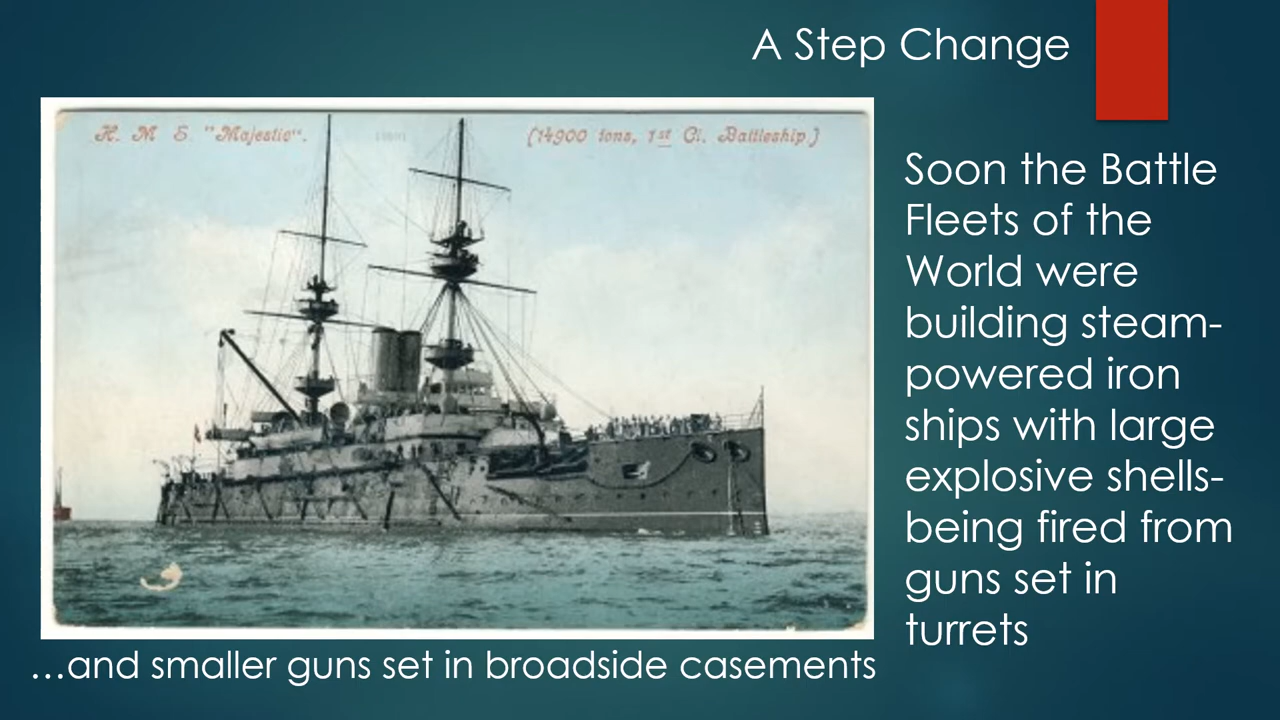 A Step Change
H. M. S. "Majestic".
(14900 tons, 1st Cl. Battleship.)
Soon the Battle
Fleets of the
World were
building steam-
powered iron
ships with large
explosive shells-
being fired from
guns set in
turrets
…and smaller guns set in broadside casements